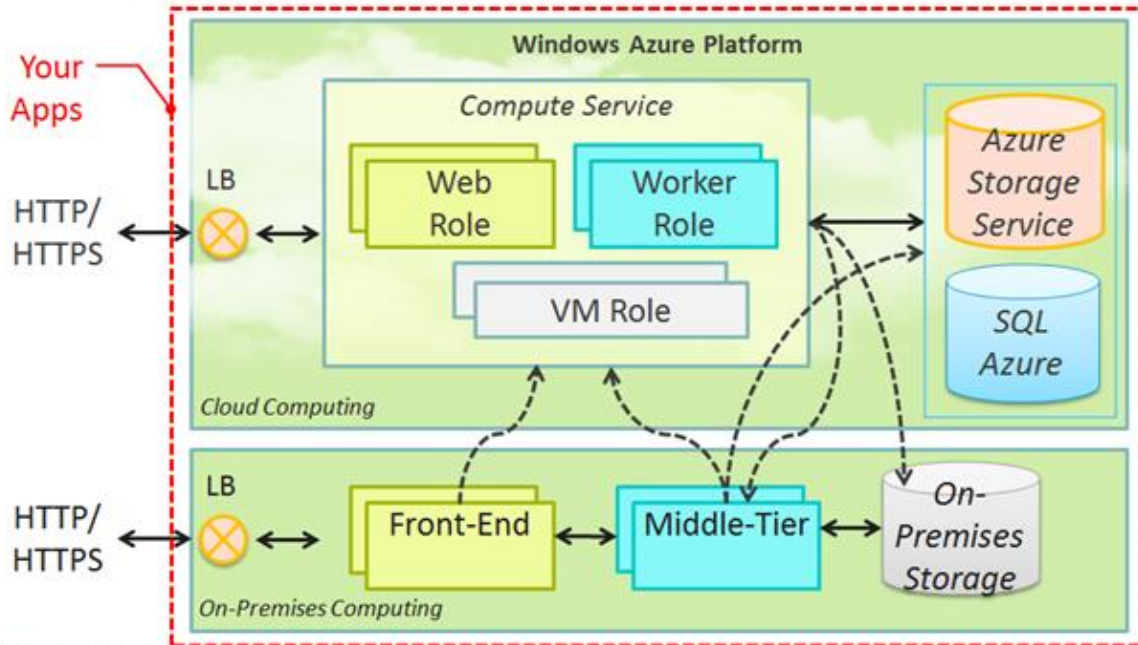 Windows Azure Platform
Your
Apps
Compute Service
Web
Role
Worker
Role
VM Role
LB
HTTP/
HTTPS
Azure
Storage
Service
SQL
Azure
Cloud Computing
LB
HTTP/
HTTPS
Front-End
Middle-Tier
On-
Premises
Storage
On-Premises Computing